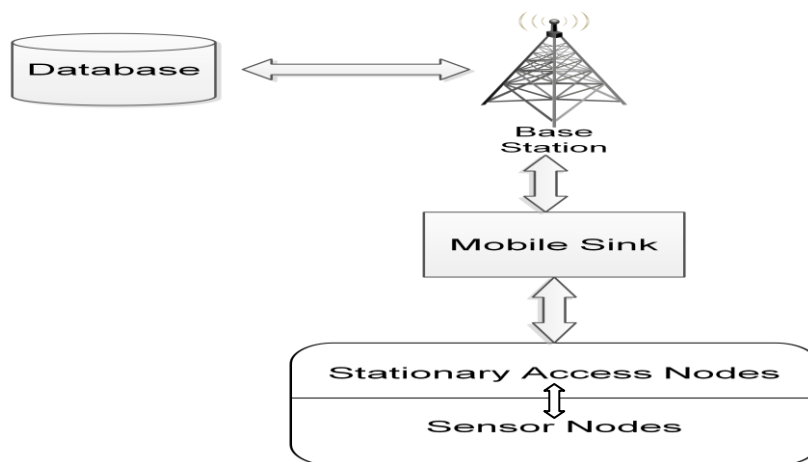 Database
Base
Station
Mobile Sink
Stationary Access Nodes
Sensor Nodes